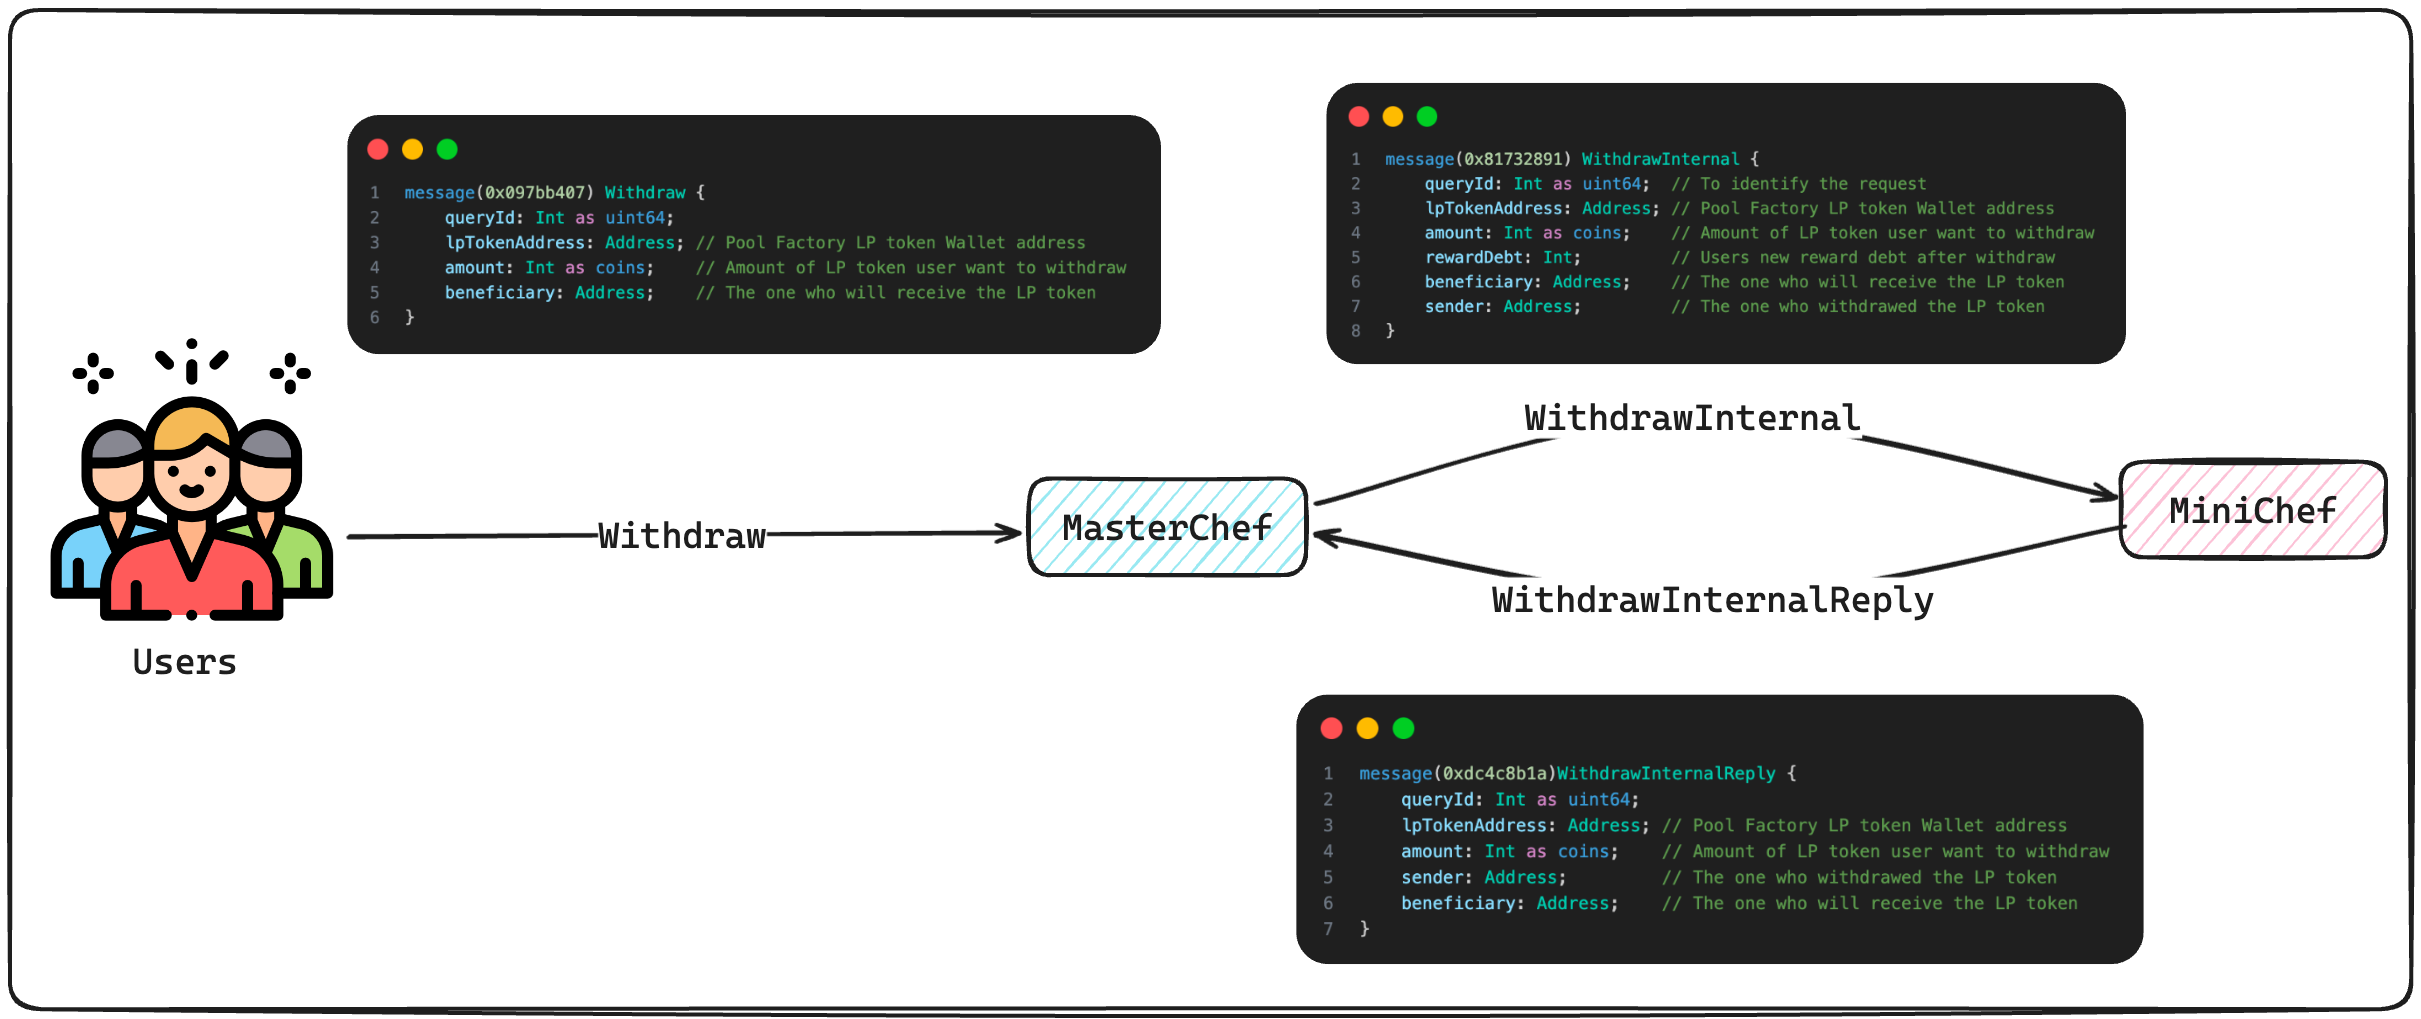 1 message(0x097bb407) Withdraw {
2 queryId: Int as uint64;
3 lpTokenAddress: Address; // Pool Factory LP token Wallet address
4 amount: Int as coins; // Amount of LP token user want to withdraw
5 beneficiary: Address; // The one who will receive the LP token
6 }
1 message(0x81732891) WithdrawInternal {
2 queryId: Int as uint64; // To identify the request
3 lpTokenAddress: Address; // Pool Factory LP token Wallet address
4 amount: Int as coins; // Amount of LP token user want to withdraw
5 rewardDebt: Int; // Users new reward debt after withdraw
6 beneficiary: Address; // The one who will receive the LP token
7 sender: Address; // The one who withdrawed the LP token
8 }
Users
Withdraw
MasterChef
WithdrawInternal
MiniChef
WithdrawInternalReply
1 message(0xdc4c8b1a)WithdrawInternalReply {
2 queryId: Int as uint64;
3 lpTokenAddress: Address; // Pool Factory LP token Wallet address
4 amount: Int as coins; // Amount of LP token user want to withdraw
5 sender: Address; // The one who withdrawed the LP token
6 beneficiary: Address; // The one who will receive the LP token
7 }